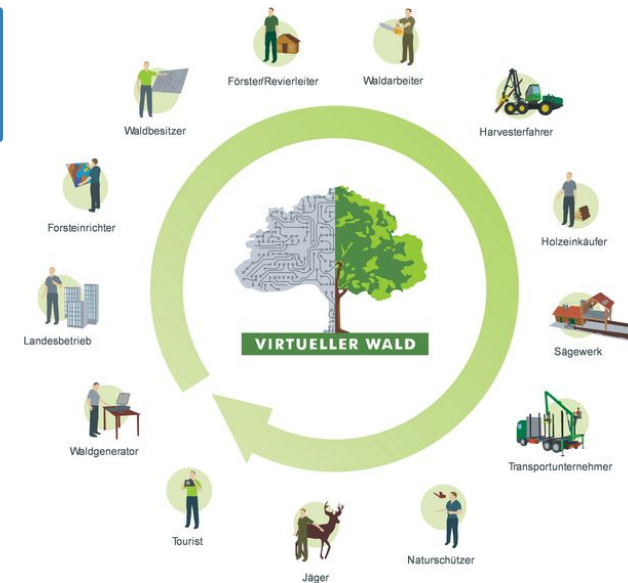 Förster/Revierleiter
Waldarbeiter
Waldbesitzer
Harvesterfahrer
Forsteinrichter
Holzeinkäufer
Landesbetrieb
VIRTUELLER WALD
Sägewerk
Waldgenerator
Transportunternehmer
Tourist
Naturschützer
Jäger